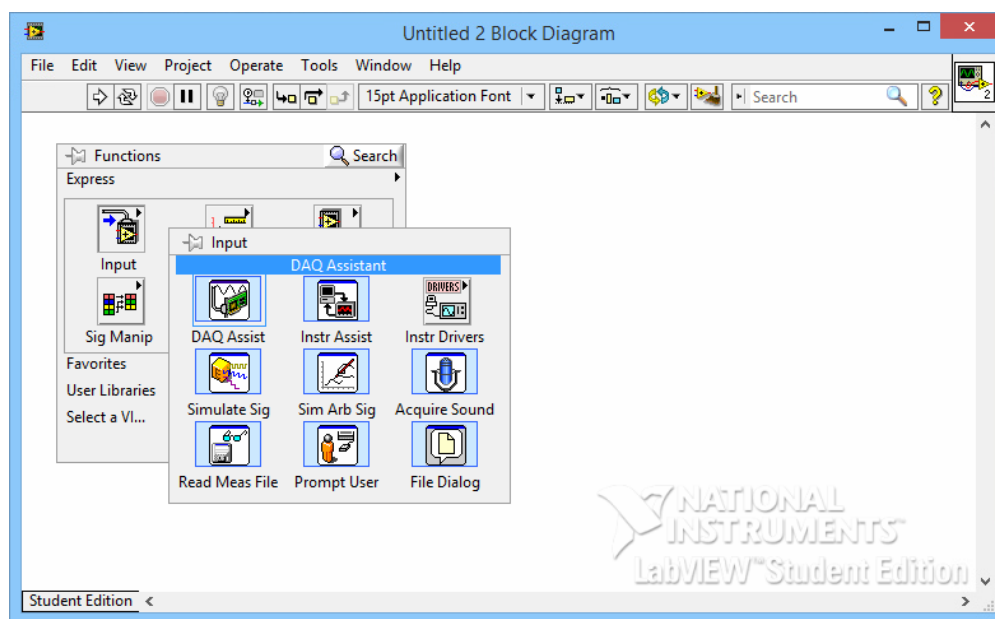 Untitled 2 Block Diagram
File Edit View Project Operate Tools Window Help
15pt Application Font Search 2
Functions Search
Express
Input
Input
DAQ Assistant
DRIVERS
Sig Manip DAQ Assist Instr Assist Instr Drivers
Favorites
User Libraries
Simulate Sig Sim Arb Sig Acquire Sound
Select a VI...
Read Meas File Prompt User File Dialog
NATIONAL
INSTRUMENTS™
LabVIEW™ Student Edition
Student Edition